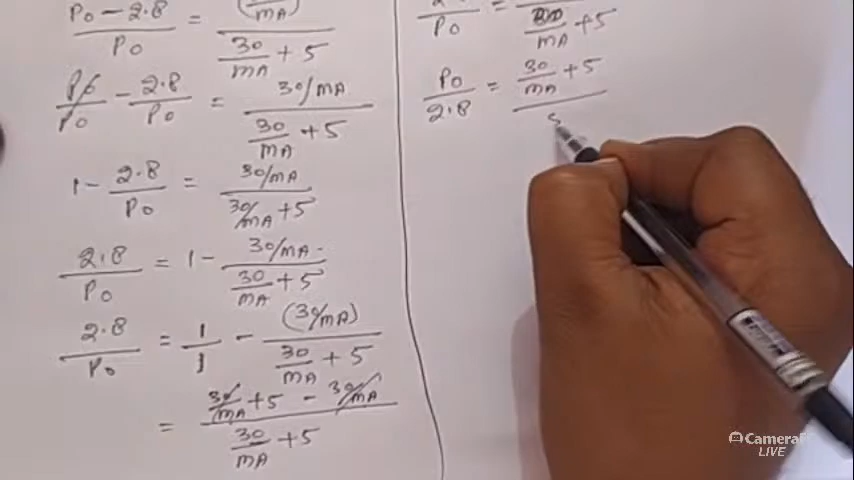 P₀ - 2.8 / P₀ = (30/MA) / 30/MA + 5
P₀/P₀ - 2.8/P₀ = 30/MA / 30/MA + 5
1 - 2.8/P₀ = 30/MA / 30/MA + 5
2.8/P₀ = 1 - 30/MA / 30/MA + 5
2.8/P₀ = 1/1 - (30/MA) / 30/MA + 5
= 30/MA + 5 - 30/MA / 30/MA + 5
P₀ = 30/MA + 5
P₀/2.8 = 30/MA + 5 / 5
CameraFi
LIVE